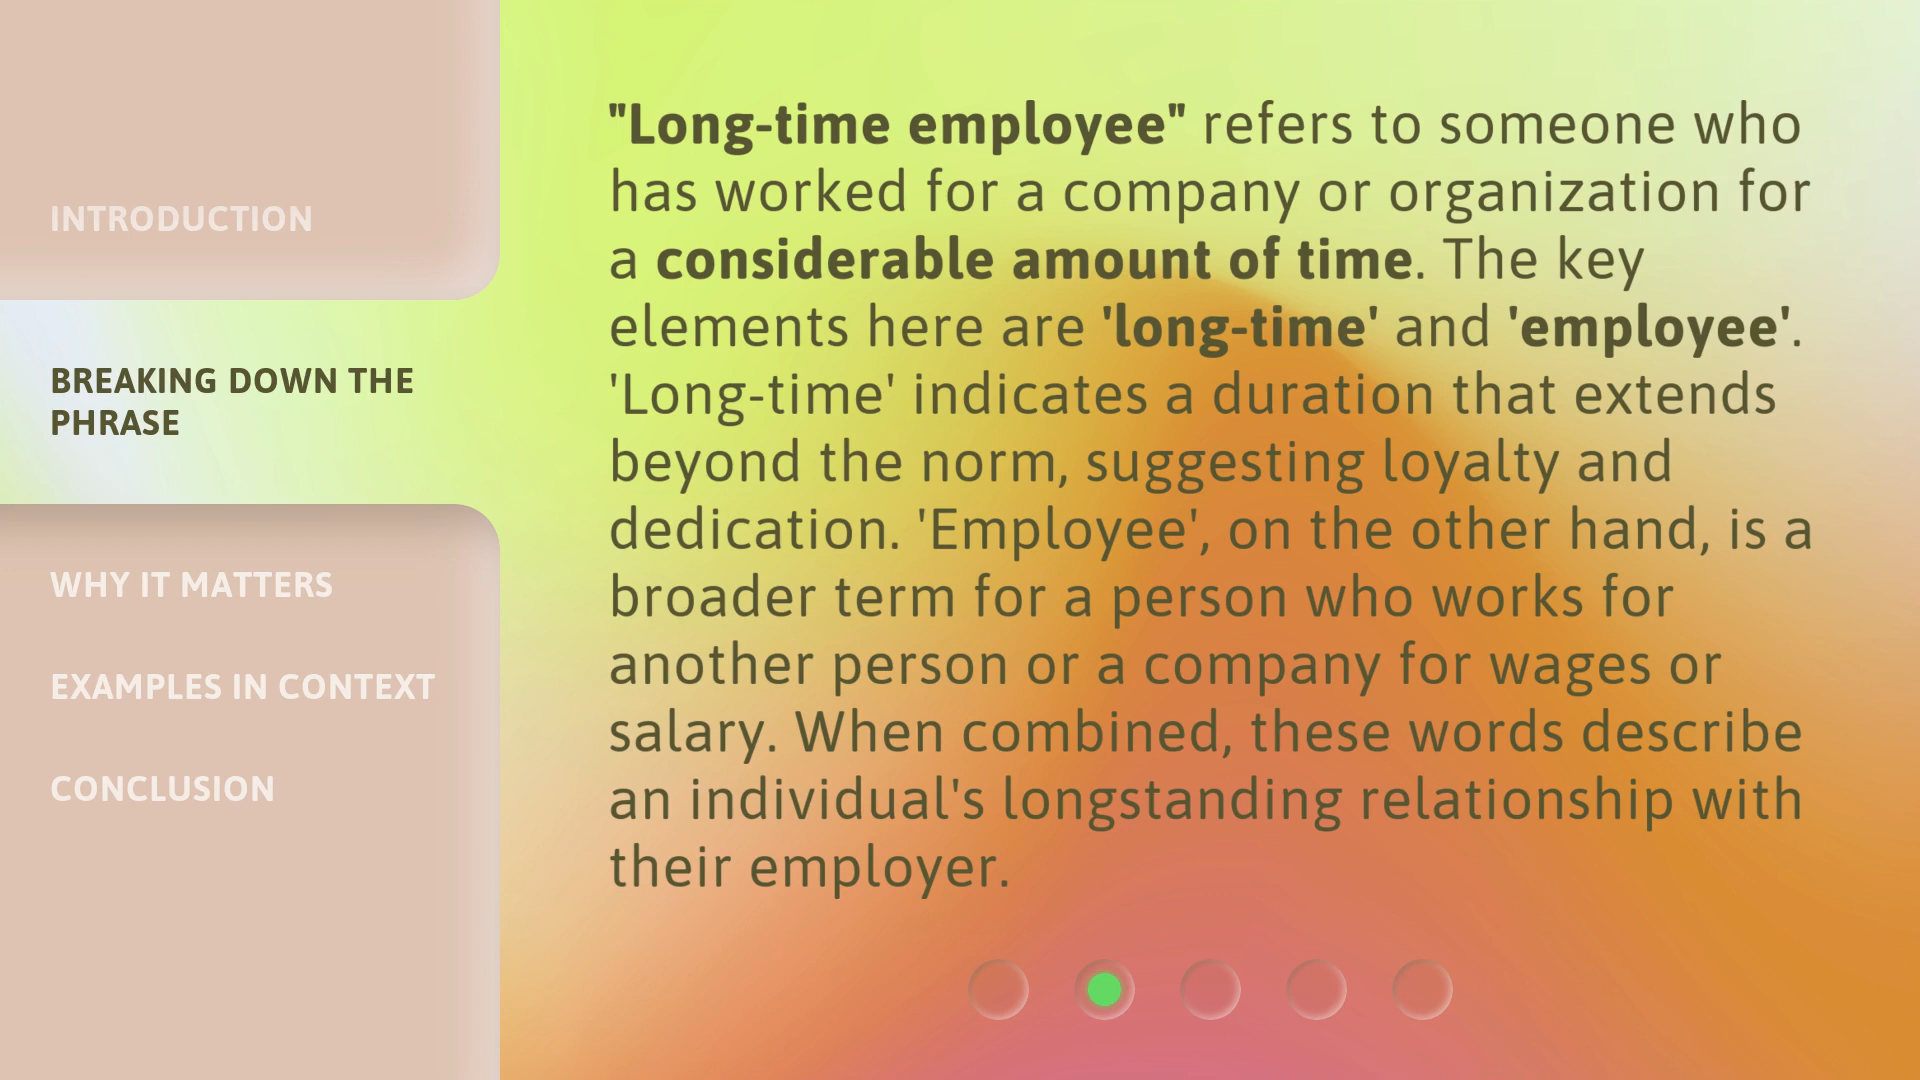 INTRODUCTION
BREAKING DOWN THE
PHRASE
WHY IT MATTERS
EXAMPLES IN CONTEXT
CONCLUSION
"Long-time employee" refers to someone who
has worked for a company or organization for
a considerable amount of time. The key
elements here are 'long-time' and 'employee'.
'Long-time' indicates a duration that extends
beyond the norm, suggesting loyalty and
dedication. 'Employee', on the other hand, is a
broader term for a person who works for
another person or a company for wages or
salary. When combined, these words describe
an individual's longstanding relationship with
their employer.